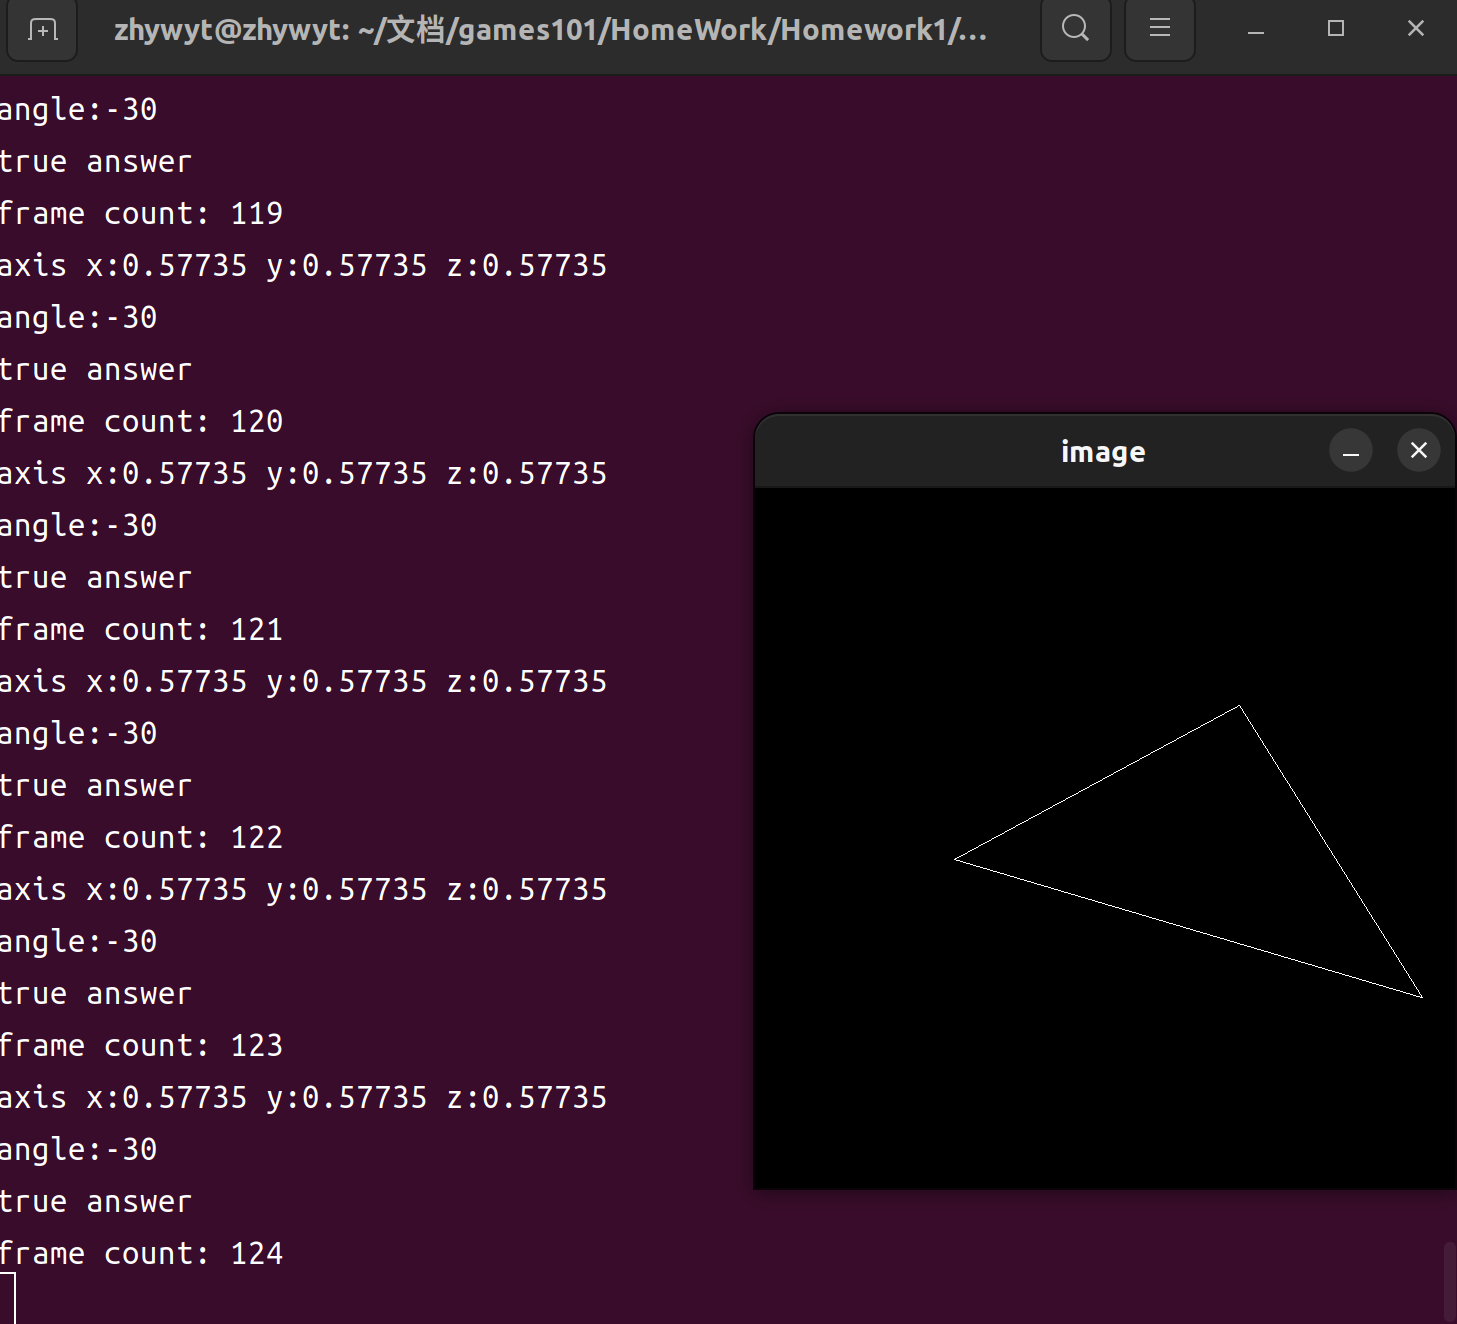 zhywyt@zhywyt: ~/文档/games101/HomeWork/Homework1/...
angle:-30
true answer
frame count: 119
axis x:0.57735 y:0.57735 z:0.57735
angle:-30
true answer
frame count: 120
axis x:0.57735 y:0.57735 z:0.57735
angle:-30
true answer
frame count: 121
axis x:0.57735 y:0.57735 z:0.57735
angle:-30
true answer
frame count: 122
axis x:0.57735 y:0.57735 z:0.57735
angle:-30
true answer
frame count: 123
axis x:0.57735 y:0.57735 z:0.57735
angle:-30
true answer
frame count: 124
image